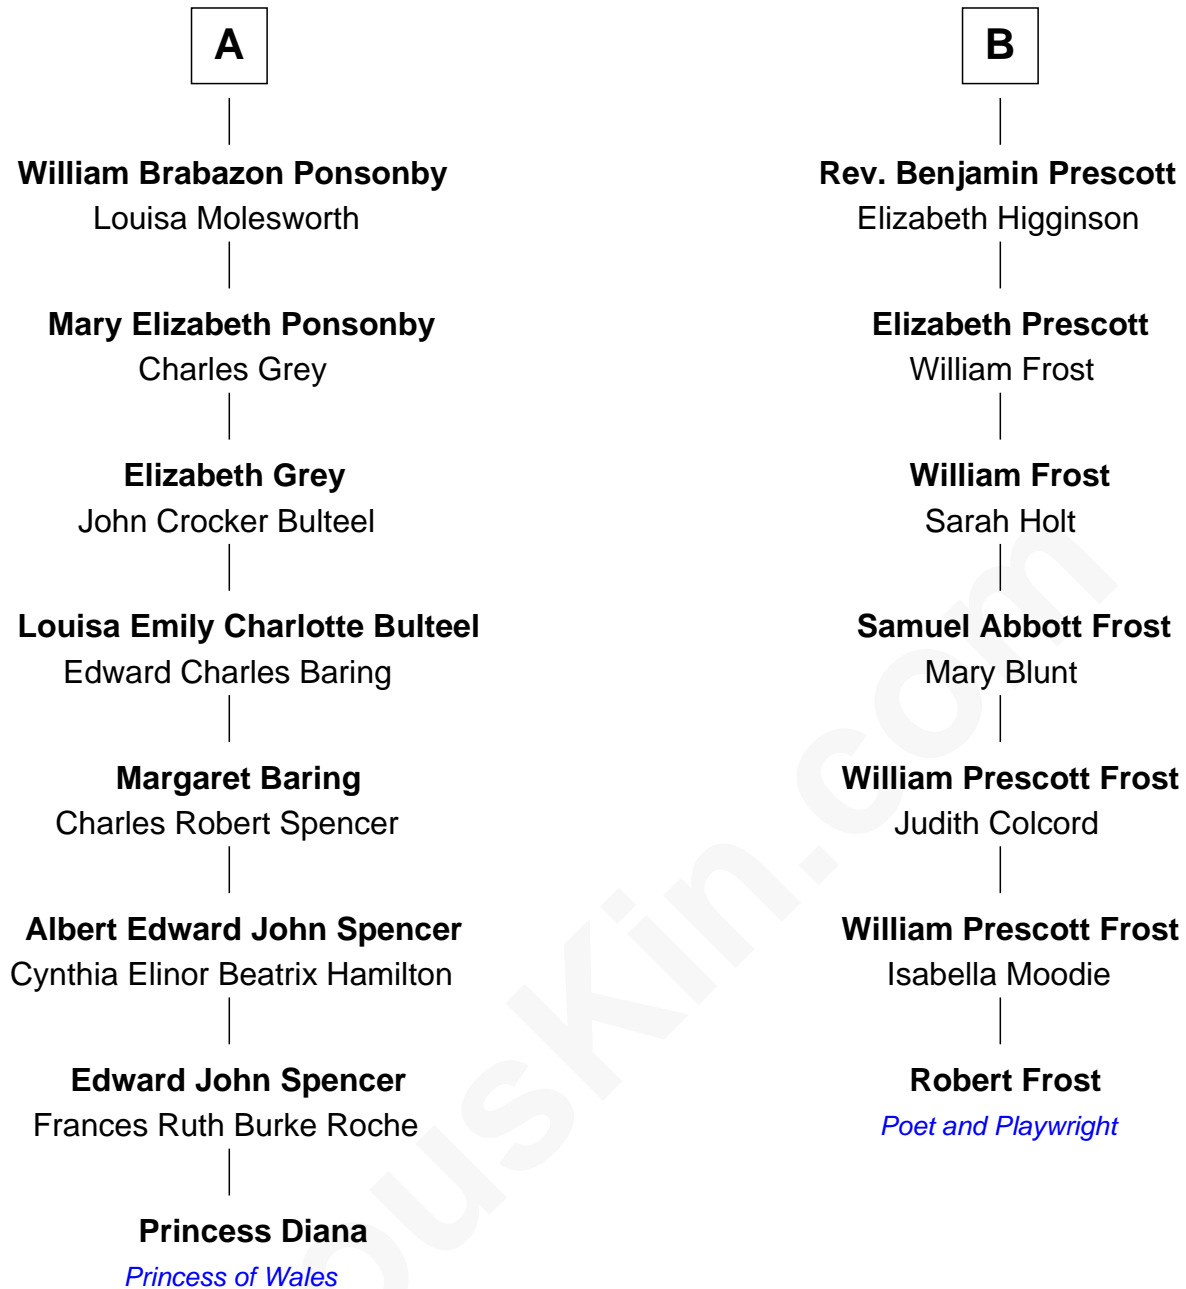 A
William Brabazon Ponsonby
Louisa Molesworth
Mary Elizabeth Ponsonby
Charles Grey
Elizabeth Grey
John Crocker Bulteel
Louisa Emily Charlotte Bulteel
Edward Charles Baring
Margaret Baring
Charles Robert Spencer
Albert Edward John Spencer
Cynthia Elinor Beatrix Hamilton
Edward John Spencer
Frances Ruth Burke Roche
Princess Diana
Princess of Wales
B
Rev. Benjamin Prescott
Elizabeth Higginson
Elizabeth Prescott
William Frost
William Frost
Sarah Holt
Samuel Abbott Frost
Mary Blunt
William Prescott Frost
Judith Colcord
William Prescott Frost
Isabella Moodie
Robert Frost
Poet and Playwright
ousKin.com